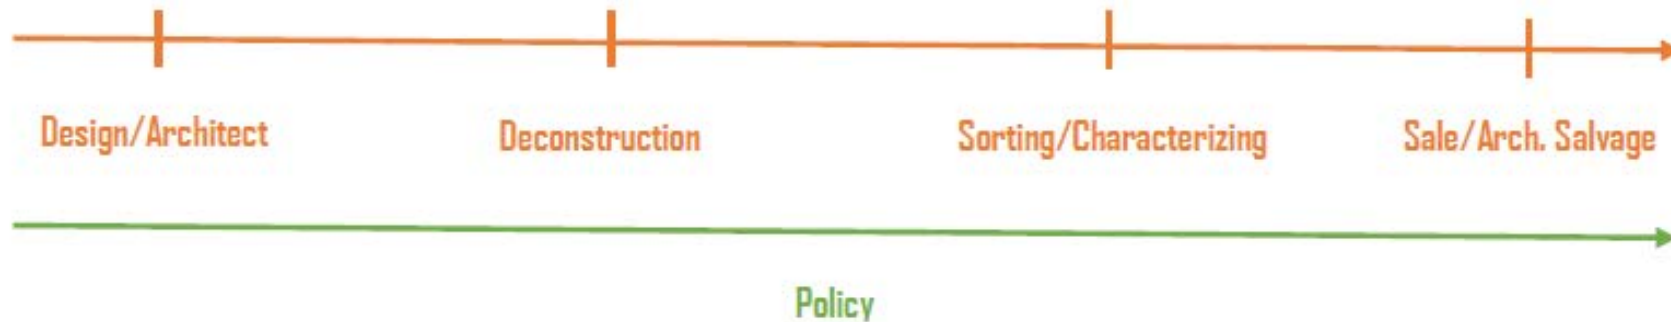 Design/Architect
Deconstruction
Sorting/Characterizing
Sale/Arch. Salvage
Policy